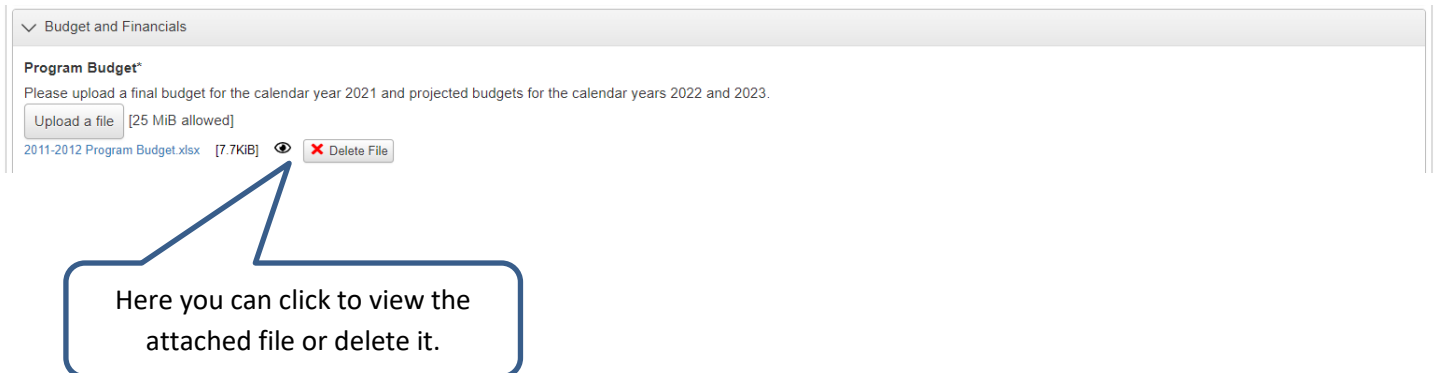 Budget and Financials
Program Budget*
Please upload a final budget for the calendar year 2021 and projected budgets for the calendar years 2022 and 2023.
Upload a file [25 MiB allowed]
2011-2012 Program Budget.xlsx [7.7KiB] Delete File
Here you can click to view the
attached file or delete it.